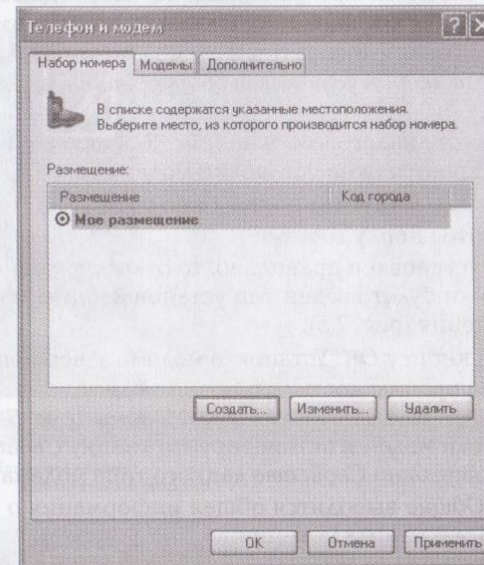 Телефон и модем
Набор номера Модемы Дополнительно
В списке содержатся указанные местоположения.
Выберите место, из которого производится набор номера.
Размещение:
Размещение Код города
Мое размещение
Создать... Изменить... Удалить
OK Отмена Применить